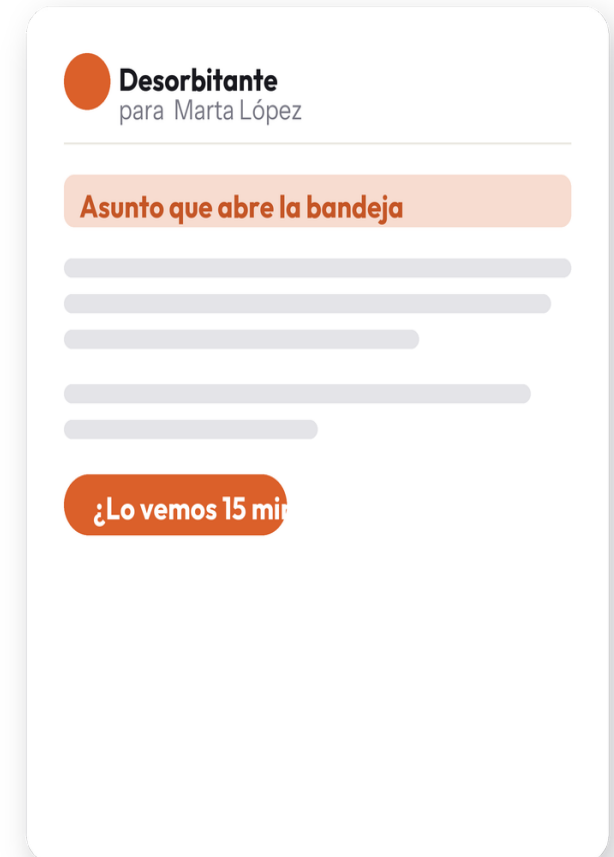 Desorbitante
para Marta López
Asunto que abre la bandeja
¿Lo vemos 15